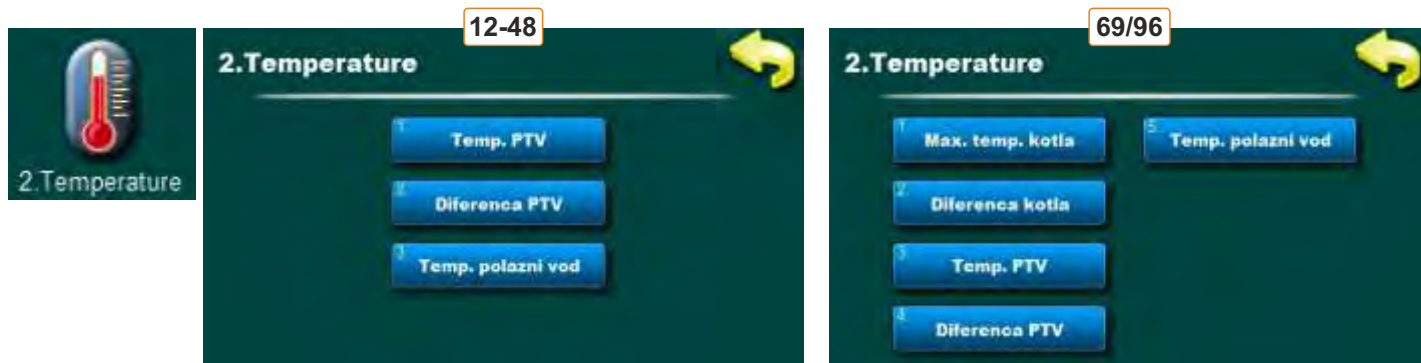 2.Temperature
12-48
2.Temperature
1 Temp. PTV
2 Diferenca PTV
3 Temp. polazni vod
69/96
2.Temperature
1 Max. temp. kotla
2 Diferenca kotla
3 Temp. PTV
4 Diferenca PTV
5 Temp. polazni vod